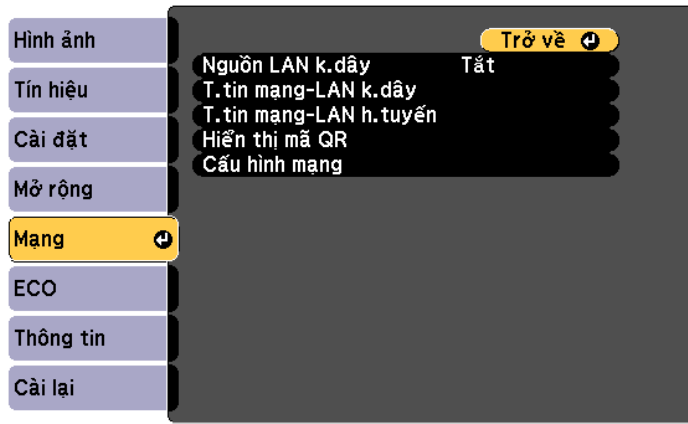 Hình ảnh
Tín hiệu
Cài đặt
Mở rộng
Mạng
ECO
Thông tin
Cài lại
Trở về
Nguồn LAN k.dây Tắt
T.tin mạng-LAN k.dây
T.tin mạng-LAN h.tuyến
Hiển thị mã QR
Cấu hình mạng